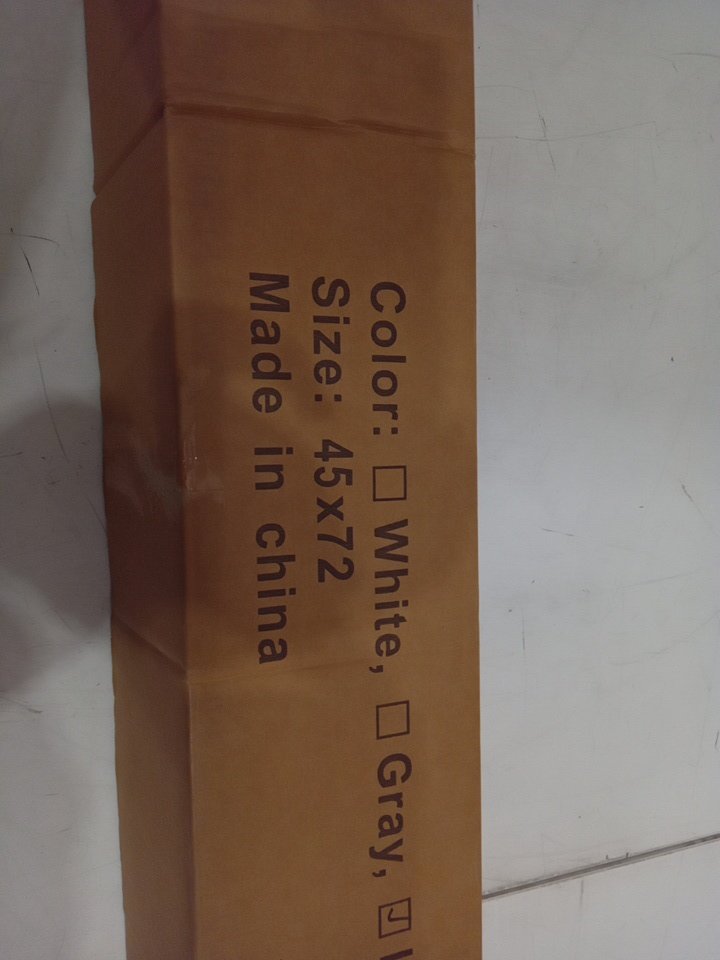 Color: ☐ White, ☐ Gray, ☑
Size: 45x72
Made in china